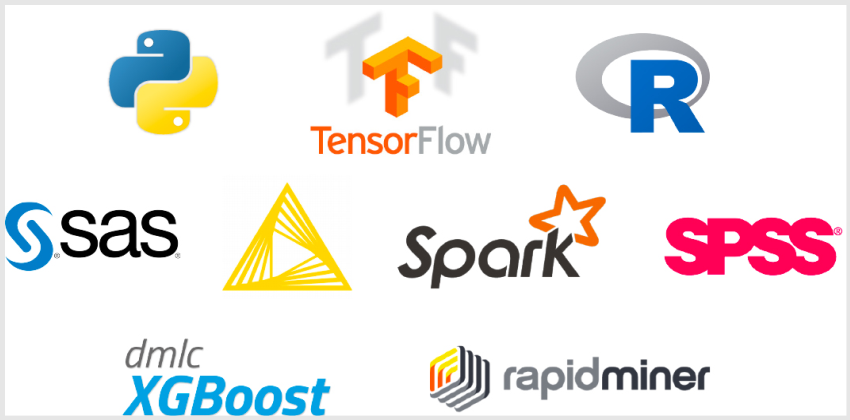 TensorFlow
R
sas
Spark
SPSS®
dmlc
XGBoost
rapidminer